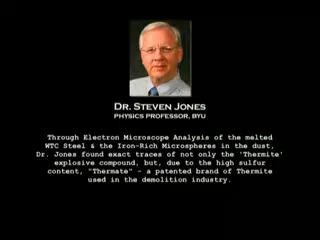 DR. STEVEN JONES
PHYSICS PROFESSOR, BYU
Through Electron Microscope Analysis of the melted
WTC Steel & the Iron-Rich Microspheres in the dust,
Dr. Jones found exact traces of not only the 'Thermite'
explosive compound, but, due to the high sulfur
content, "Thermate" - a patented brand of Thermite
used in the demolition industry.